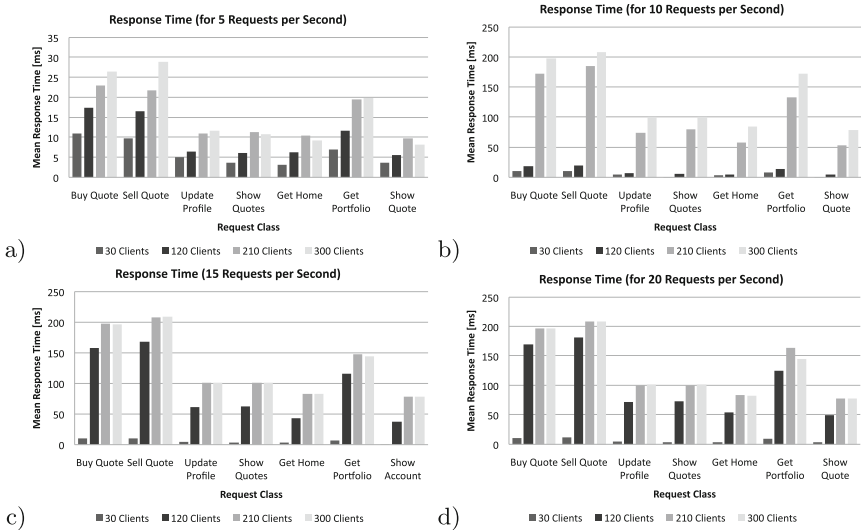 Response Time (for 5 Requests per Second)
Mean Response Time [ms]
35
30
25
20
15
10
5
0
Buy Quote Sell Quote Update Profile Show Quotes Get Home Get Portfolio Show Quote
Request Class
30 Clients 120 Clients 210 Clients 300 Clients
a)
Response Time (for 10 Requests per Second)
Mean Response Time [ms]
250
200
150
100
50
0
Buy Quote Sell Quote Update Profile Show Quotes Get Home Get Portfolio Show Quote
Request Class
30 Clients 120 Clients 210 Clients 300 Clients
b)
Response Time (15 Requests per Second)
Mean Response Time [ms]
250
200
150
100
50
0
Buy Quote Sell Quote Update Profile Show Quotes Get Home Get Portfolio Show Account
Request Class
30 Clients 120 Clients 210 Clients 300 Clients
c)
Response Time (for 20 Requests per Second)
Mean Response Time [ms]
250
200
150
100
50
0
Buy Quote Sell Quote Update Profile Show Quotes Get Home Get Portfolio Show Quote
Request Class
30 Clients 120 Clients 210 Clients 300 Clients
d)